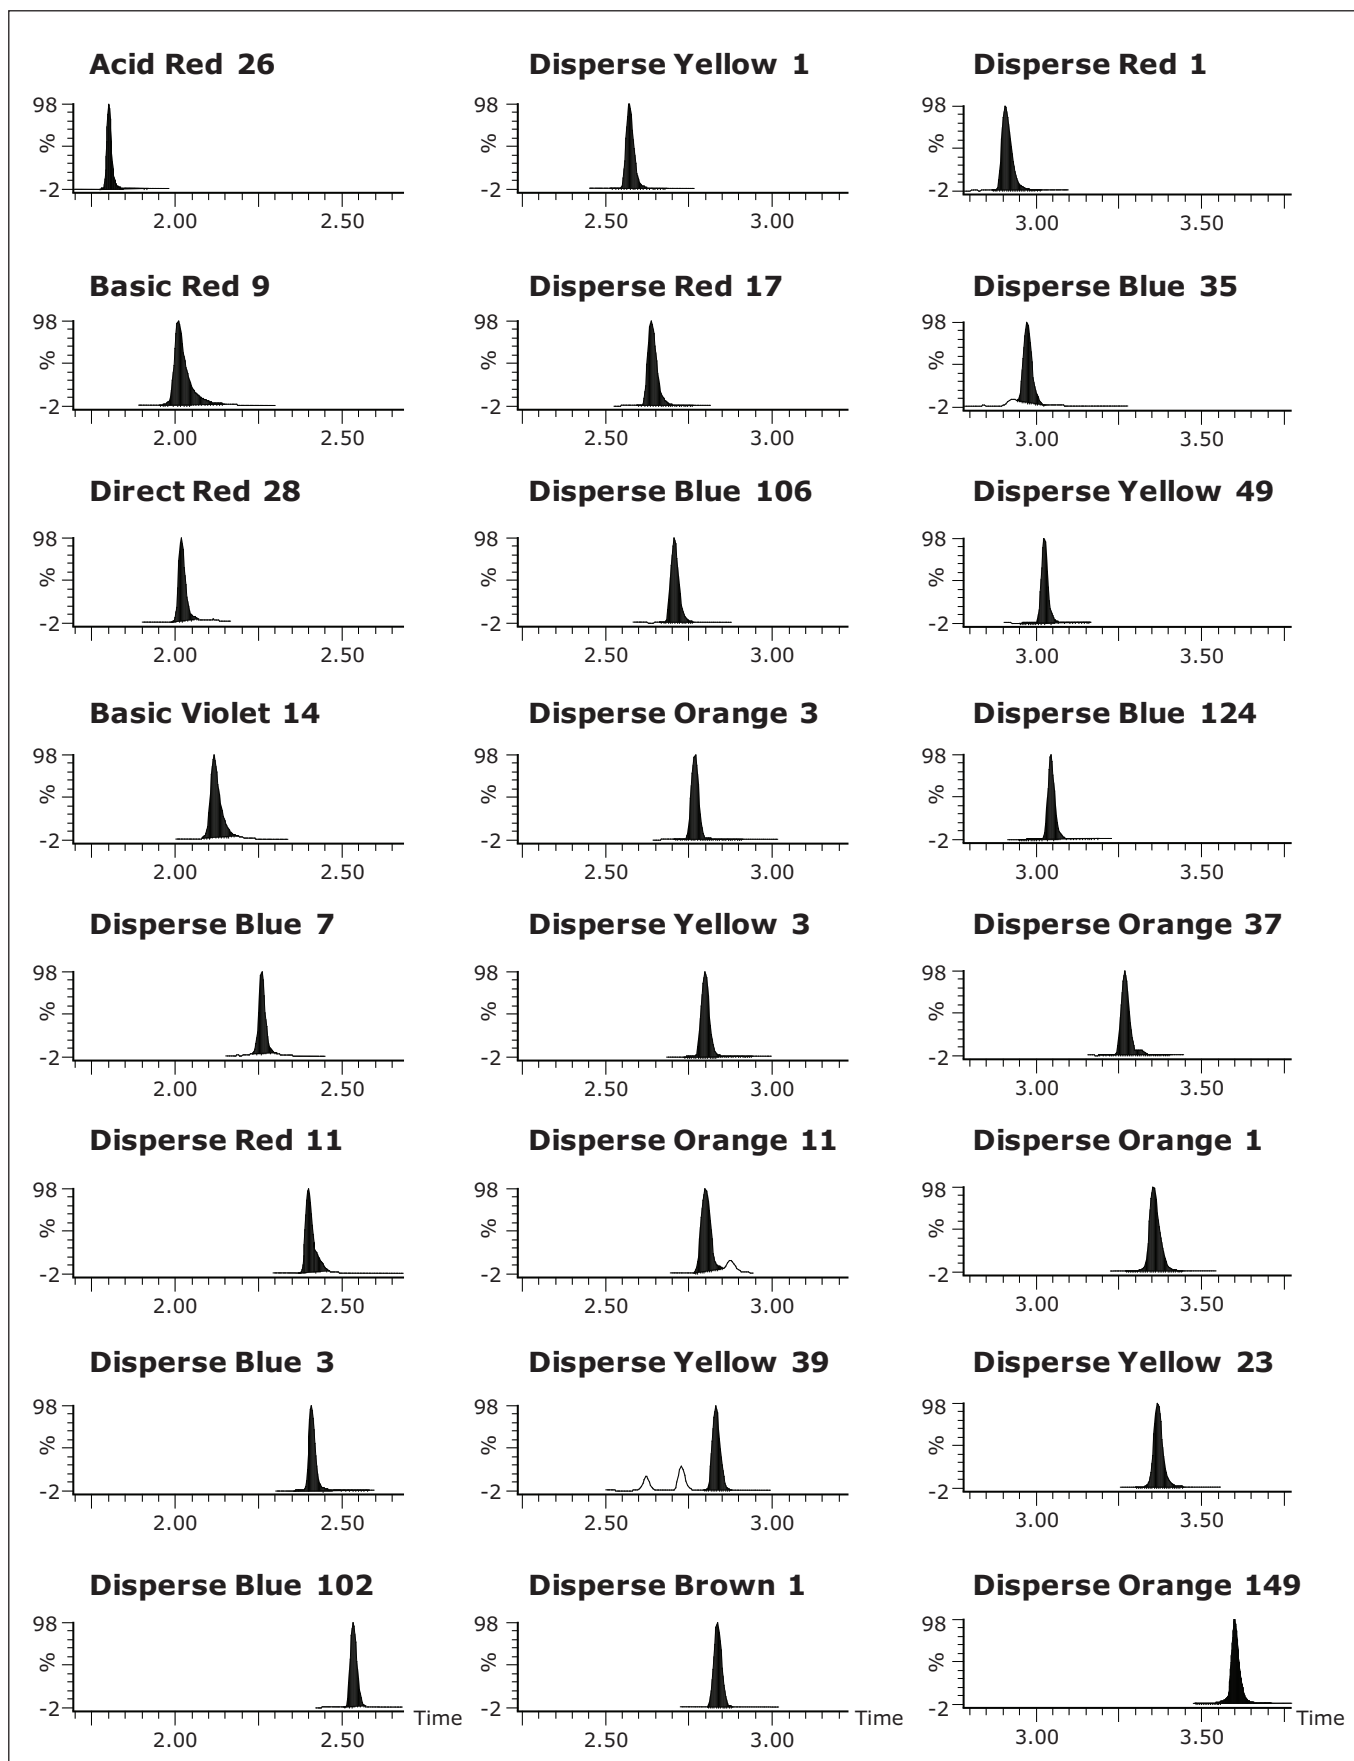 Acid Red 26 Disperse Yellow 1 Disperse Red 1
98 98 98
% % %
-2 -2 -2
2.00 2.50 2.50 3.00 3.00 3.50
Basic Red 9 Disperse Red 17 Disperse Blue 35
98 98 98
% % %
-2 -2 -2
2.00 2.50 2.50 3.00 3.00 3.50
Direct Red 28 Disperse Blue 106 Disperse Yellow 49
98 98 98
% % %
-2 -2 -2
2.00 2.50 2.50 3.00 3.00 3.50
Basic Violet 14 Disperse Orange 3 Disperse Blue 124
98 98 98
% % %
-2 -2 -2
2.00 2.50 2.50 3.00 3.00 3.50
Disperse Blue 7 Disperse Yellow 3 Disperse Orange 37
98 98 98
% % %
-2 -2 -2
2.00 2.50 2.50 3.00 3.00 3.50
Disperse Red 11 Disperse Orange 11 Disperse Orange 1
98 98 98
% % %
-2 -2 -2
2.00 2.50 2.50 3.00 3.00 3.50
Disperse Blue 3 Disperse Yellow 39 Disperse Yellow 23
98 98 98
% % %
-2 -2 -2
2.00 2.50 2.50 3.00 3.00 3.50
Disperse Blue 102 Disperse Brown 1 Disperse Orange 149
98 98 98
% % %
-2 Time -2 Time -2 Time
2.00 2.50 2.50 3.00 3.00 3.50